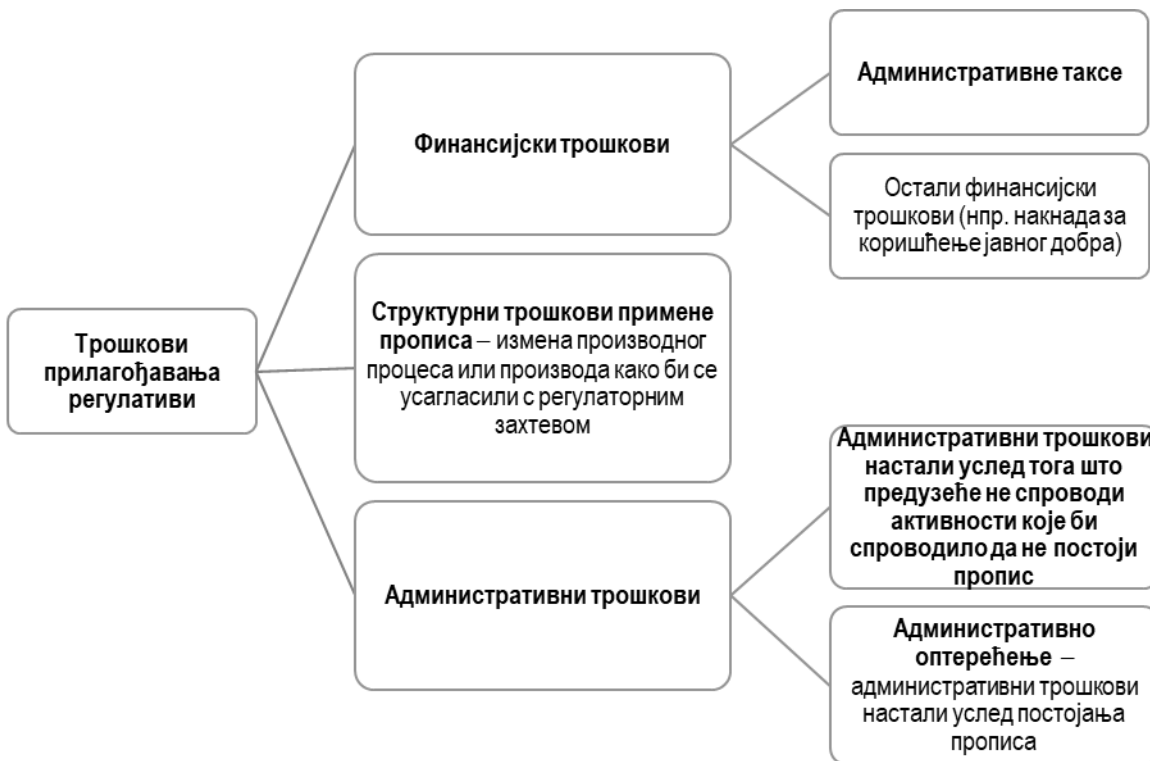 Трошкови
прилагођавања
регулативи
Финансијски трошкови
Административне таксе
Остали финансијски
трошкови (нпр. накнада за
коришћење јавног добра)
Структурни трошкови примене
прописа – измена производног
процеса или производа како би се
усагласили с регулаторним
захтевом
Административни трошкови
Административни трошкови
настали услед тога што
предузеће не спроводи
активности које би
спроводило да не постоји
пропис
Административно
оптерећење –
административни трошкови
настали услед постојања
прописа